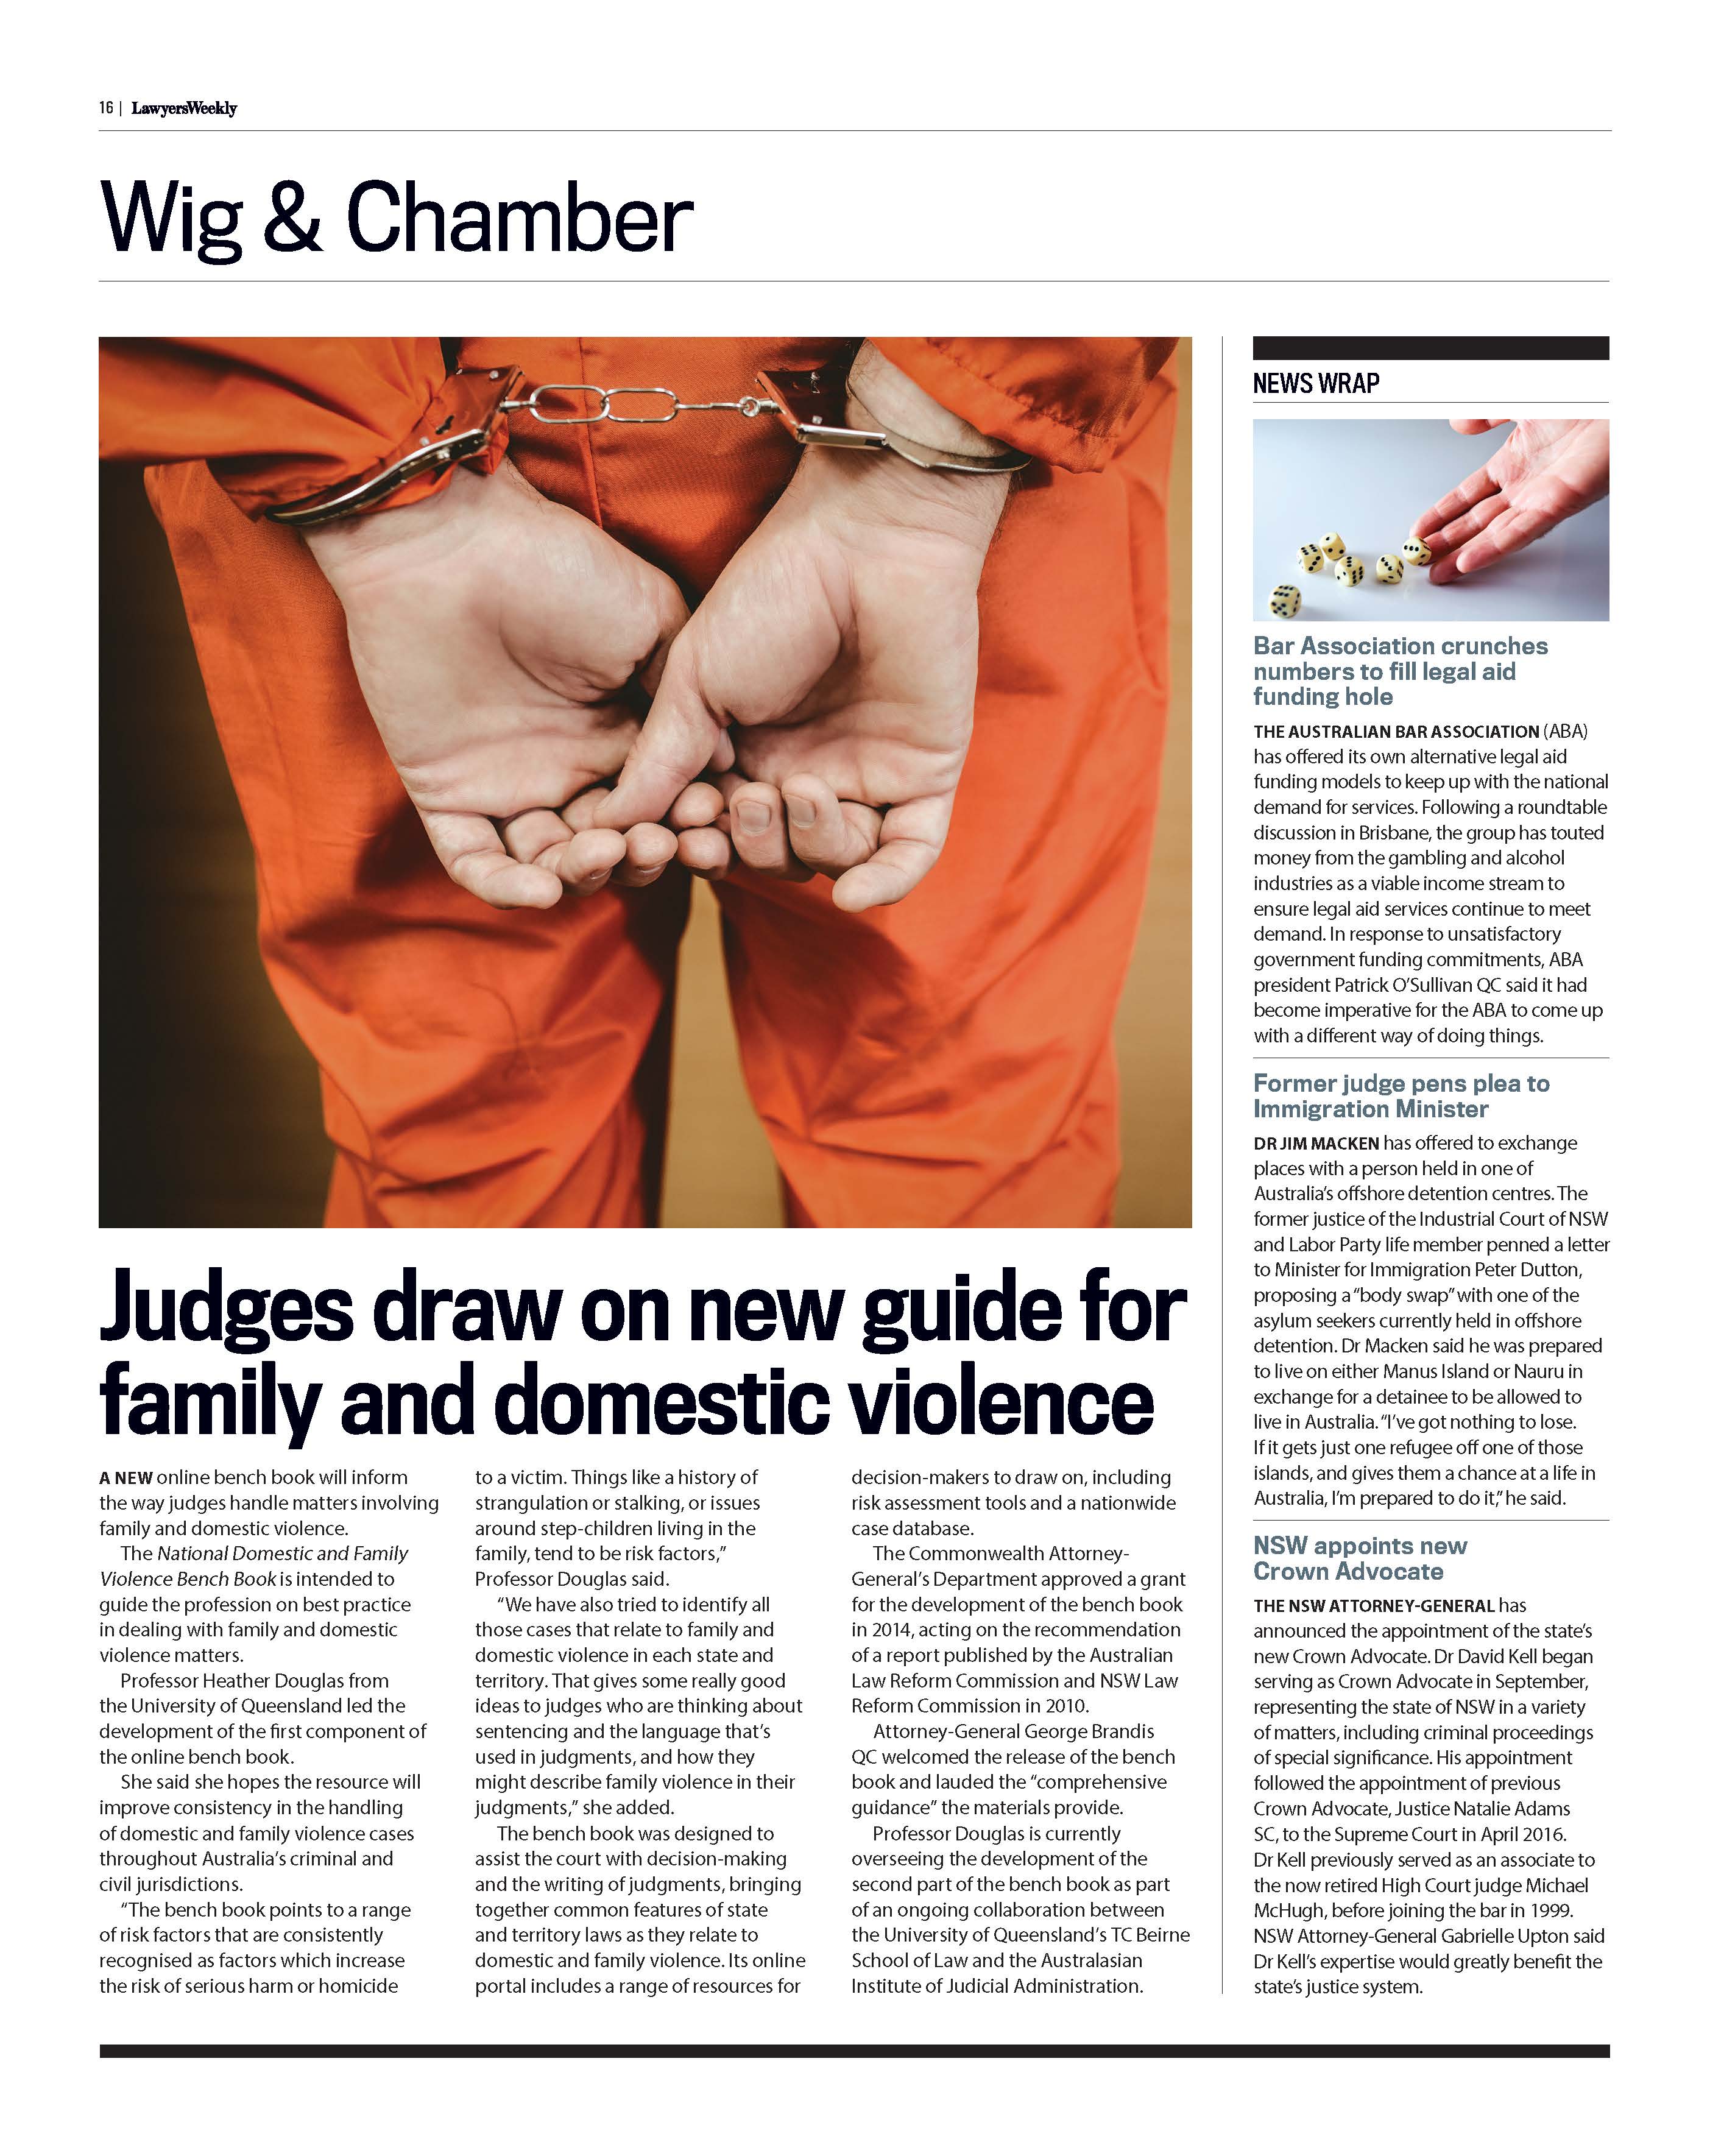 16 | LawyersWeekly
Wig & Chamber
Judges draw on new guide for
family and domestic violence
A NEW online bench book will inform
the way judges handle matters involving
family and domestic violence.
The National Domestic and Family
Violence Bench Book is intended to
guide the profession on best practice
in dealing with family and domestic
violence matters.
Professor Heather Douglas from
the University of Queensland led the
development of the first component of
the online bench book.
She said she hopes the resource will
improve consistency in the handling
of domestic and family violence cases
throughout Australia's criminal and
civil jurisdictions.
“The bench book points to a range
of risk factors that are consistently
recognised as factors which increase
the risk of serious harm or homicide
to a victim. Things like a history of
strangulation or stalking, or issues
around step-children living in the
family, tend to be risk factors,”
Professor Douglas said.
“We have also tried to identify all
those cases that relate to family and
domestic violence in each state and
territory. That gives some really good
ideas to judges who are thinking about
sentencing and the language that's
used in judgments, and how they
might describe family violence in their
judgments,” she added.
The bench book was designed to
assist the court with decision-making
and the writing of judgments, bringing
together common features of state
and territory laws as they relate to
domestic and family violence. Its online
portal includes a range of resources for
decision-makers to draw on, including
risk assessment tools and a nationwide
case database.
The Commonwealth Attorney-
General's Department approved a grant
for the development of the bench book
in 2014, acting on the recommendation
of a report published by the Australian
Law Reform Commission and NSW Law
Reform Commission in 2010.
Attorney-General George Brandis
QC welcomed the release of the bench
book and lauded the “comprehensive
guidance” the materials provide.
Professor Douglas is currently
overseeing the development of the
second part of the bench book as part
of an ongoing collaboration between
the University of Queensland's TC Beirne
School of Law and the Australasian
Institute of Judicial Administration.
NEWS WRAP
Bar Association crunches
numbers to fill legal aid
funding hole
THE AUSTRALIAN BAR ASSOCIATION (ABA)
has offered its own alternative legal aid
funding models to keep up with the national
demand for services. Following a roundtable
discussion in Brisbane, the group has touted
money from the gambling and alcohol
industries as a viable income stream to
ensure legal aid services continue to meet
demand. In response to unsatisfactory
government funding commitments, ABA
president Patrick O'Sullivan QC said it had
become imperative for the ABA to come up
with a different way of doing things.
Former judge pens plea to
Immigration Minister
DR JIM MACKEN has offered to exchange
places with a person held in one of
Australia's offshore detention centres. The
former justice of the Industrial Court of NSW
and Labor Party life member penned a letter
to Minister for Immigration Peter Dutton,
proposing a “body swap” with one of the
asylum seekers currently held in offshore
detention. Dr Macken said he was prepared
to live on either Manus Island or Nauru in
exchange for a detainee to be allowed to
live in Australia. “I've got nothing to lose.
If it gets just one refugee off one of those
islands, and gives them a chance at a life in
Australia, I'm prepared to do it,” he said.
NSW appoints new
Crown Advocate
THE NSW ATTORNEY-GENERAL has
announced the appointment of the state's
new Crown Advocate. Dr David Kell began
serving as Crown Advocate in September,
representing the state of NSW in a variety
of matters, including criminal proceedings
of special significance. His appointment
followed the appointment of previous
Crown Advocate, Justice Natalie Adams
SC, to the Supreme Court in April 2016.
Dr Kell previously served as an associate to
the now retired High Court judge Michael
McHugh, before joining the bar in 1999.
NSW Attorney-General Gabrielle Upton said
Dr Kell's expertise would greatly benefit the
state's justice system.